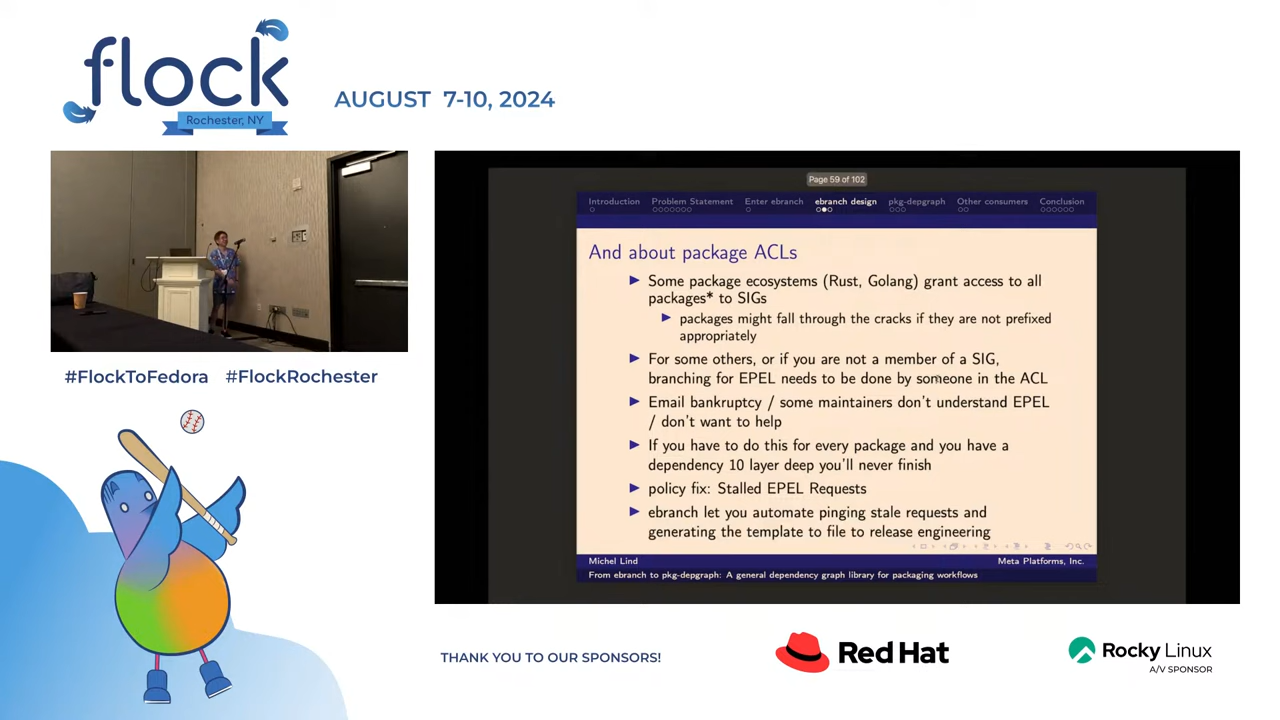 flock
Rochester, NY
AUGUST 7-10, 2024
Page 59 of 102
Introduction Problem Statement Enter ebranch ebranch design pkg-depgraph Other consumers Conclusion
And about package ACLs
Some package ecosystems (Rust, Golang) grant access to all
packages* to SIGs
packages might fall through the cracks if they are not prefixed
appropriately
For some others, or if you are not a member of a SIG,
branching for EPEL needs to be done by someone in the ACL
Email bankruptcy / some maintainers don't understand EPEL
/ don't want to help
If you have to do this for every package and you have a
dependency 10 layer deep you'll never finish
policy fix: Stalled EPEL Requests
ebranch let you automate pinging stale requests and
generating the template to file to release engineering
Michel Lind Meta Platforms, Inc.
From ebranch to pkg-depgraph: A general dependency graph library for packaging workflows
#FlockToFedora #FlockRochester
THANK YOU TO OUR SPONSORS!
Red Hat
Rocky Linux
A/V SPONSOR